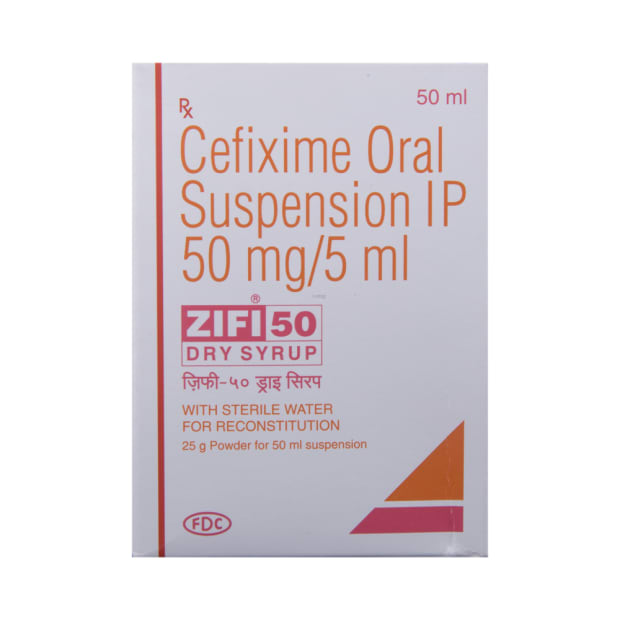 Rx
50 ml
Cefixime Oral
Suspension IP
50 mg/5 ml
ZIFI® 50
DRY SYRUP
ज़िफी-५० ड्राइ सिरप
WITH STERILE WATER
FOR RECONSTITUTION
25 g Powder for 50 ml suspension
FDC